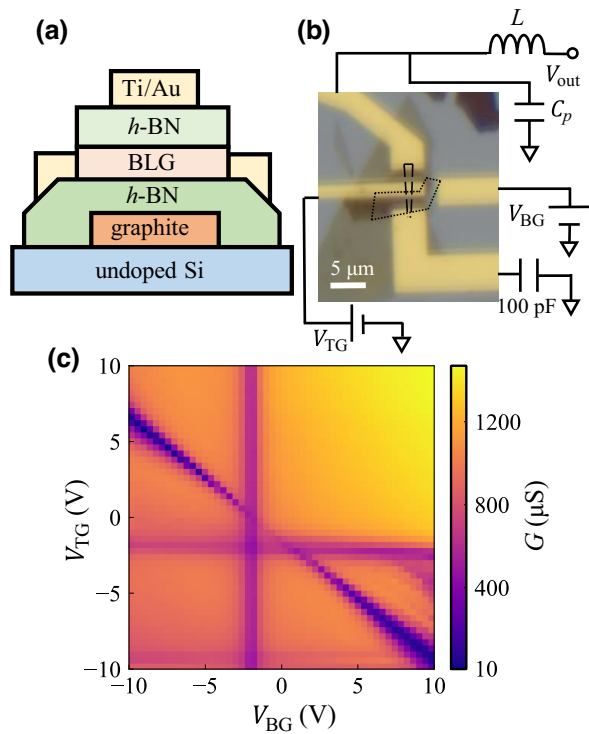 (a)
Ti/Au
h-BN
BLG
h-BN
graphite
undoped Si
(b)
L
V_out
C_p
V_BG
100 pF
V_TG
5 μm
(c)
10
5
0
−5
−10
V_TG (V)
−10
−5
0
5
10
V_BG (V)
1200
800
400
10
G (μS)